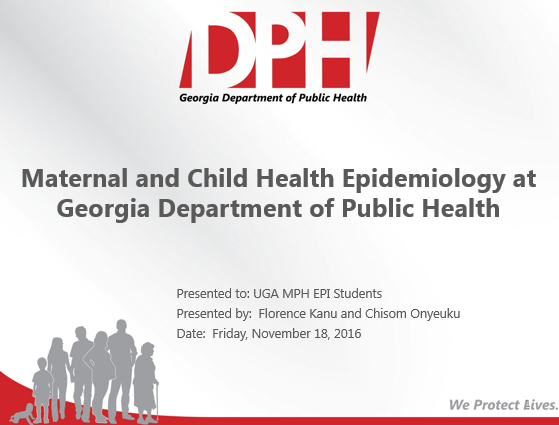 DPH
Georgia Department of Public Health
Maternal and Child Health Epidemiology at
Georgia Department of Public Health
Presented to: UGA MPH EPI Students
Presented by:  Florence Kanu and Chisom Onyeuku
Date:  Friday, November 18, 2016
We Protect Lives.